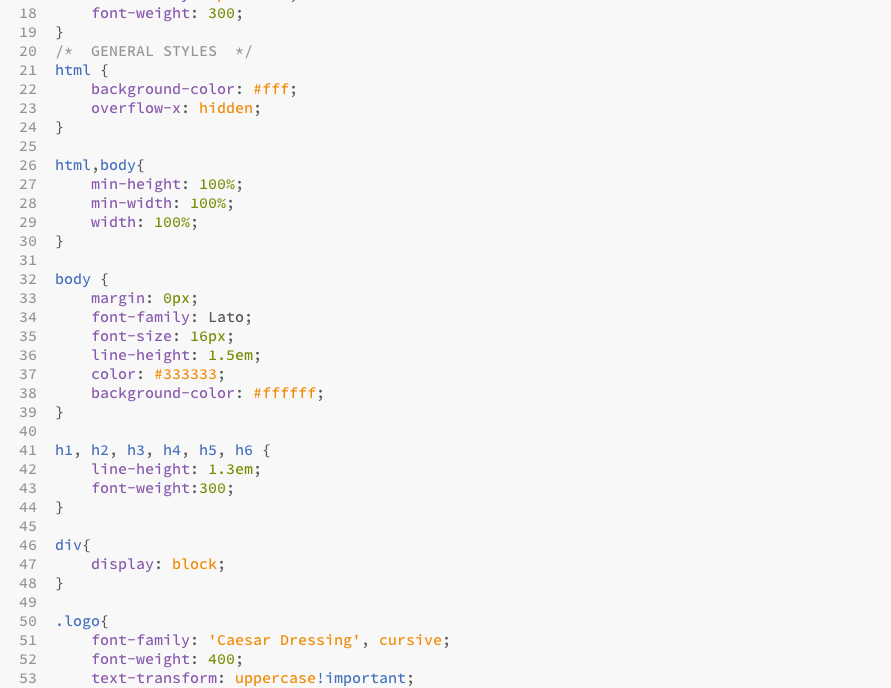 18 font-weight: 300;
19 }
20 /*  GENERAL STYLES  */
21 html {
22     background-color: #fff;
23     overflow-x: hidden;
24 }
25
26 html,body{
27     min-height: 100%;
28     min-width: 100%;
29     width: 100%;
30 }
31
32 body {
33     margin: 0px;
34     font-family: Lato;
35     font-size: 16px;
36     line-height: 1.5em;
37     color: #333333;
38     background-color: #ffffff;
39 }
40
41 h1, h2, h3, h4, h5, h6 {
42     line-height: 1.3em;
43     font-weight:300;
44 }
45
46 div{
47     display: block;
48 }
49
50 .logo{
51     font-family: 'Caesar Dressing', cursive;
52     font-weight: 400;
53     text-transform: uppercase!important;